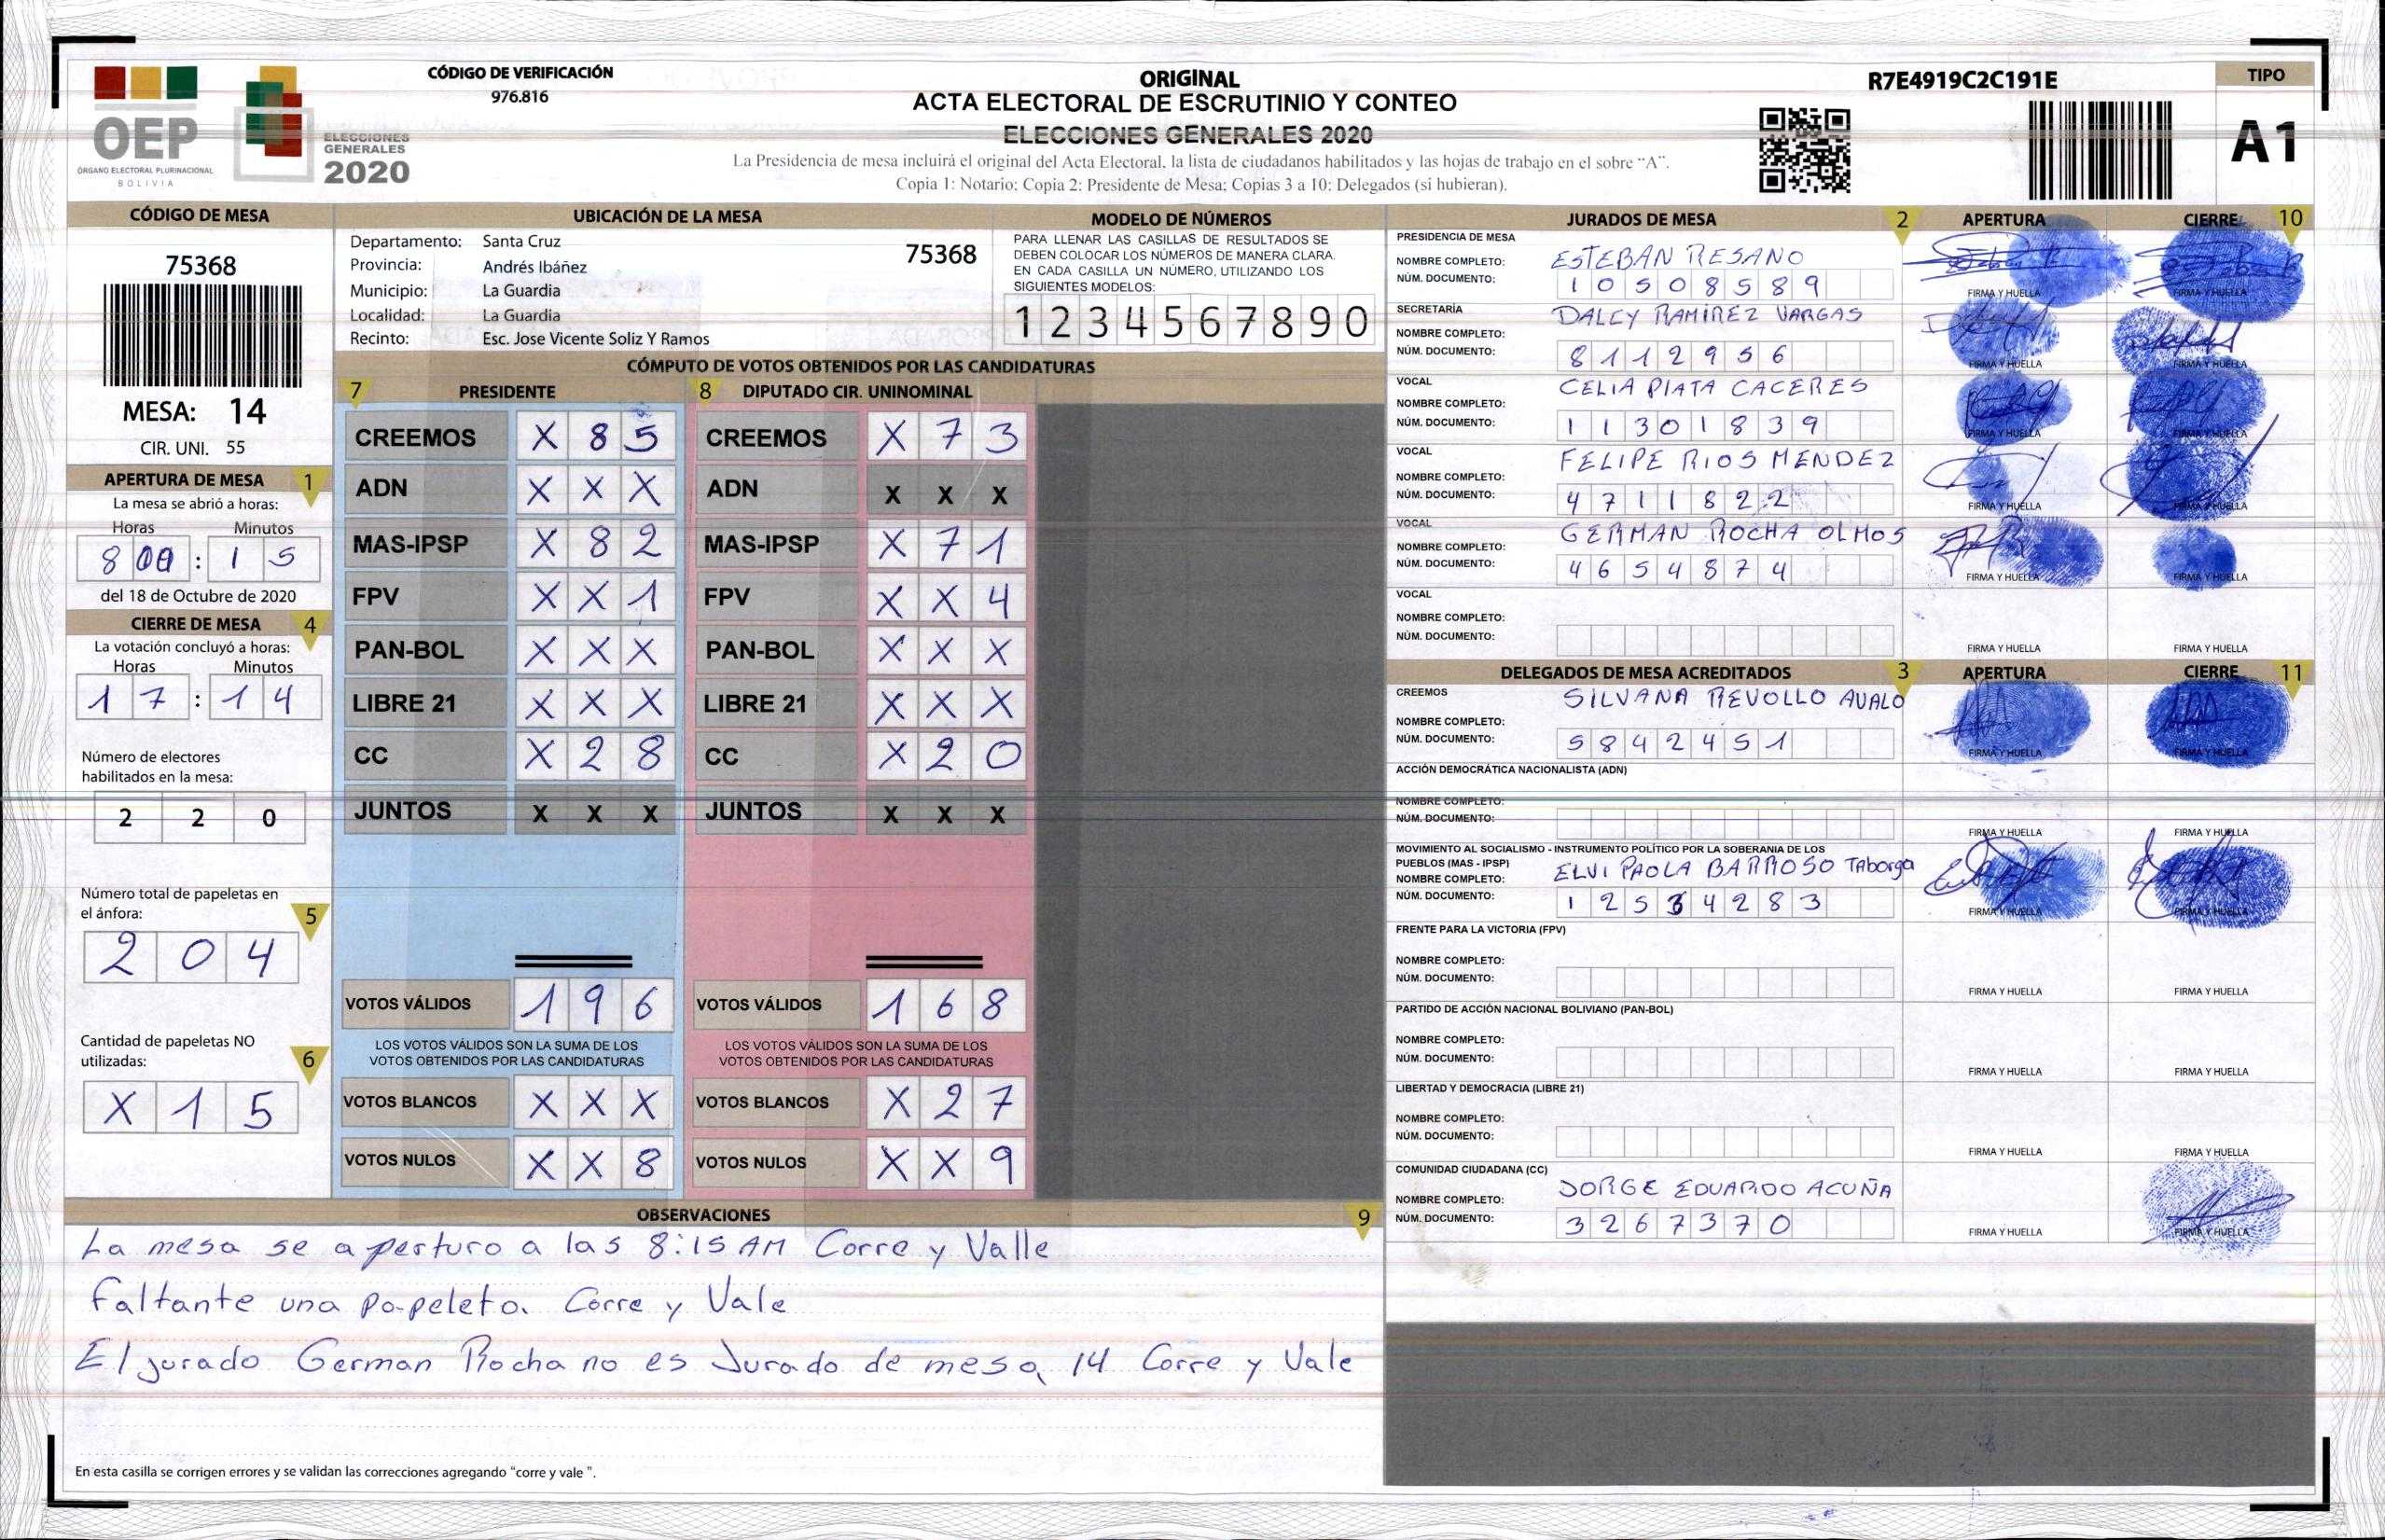 OEP
ÓRGANO ELECTORAL PLURINACIONAL
BOLIVIA
ELECCIONES
GENERALES
2020
CÓDIGO DE VERIFICACIÓN
976.816
ORIGINAL
ACTA ELECTORAL DE ESCRUTINIO Y CONTEO
ELECCIONES GENERALES 2020
La Presidencia de mesa incluirá el original del Acta Electoral, la lista de ciudadanos habilitados y las hojas de trabajo en el sobre “A”.
Copia 1: Notario; Copia 2: Presidente de Mesa; Copias 3 a 10: Delegados (si hubieran).
R7E4919C2C191E
TIPO
A1
CÓDIGO DE MESA
75368
MESA: 14
CIR. UNI. 55
APERTURA DE MESA 1
La mesa se abrió a horas:
Horas Minutos
8 : 1 5
del 18 de Octubre de 2020
CIERRE DE MESA 4
La votación concluyó a horas:
Horas Minutos
1 7 : 1 4
Número de electores
habilitados en la mesa:
2 2 0
Número total de papeletas en
el ánfora: 5
2 0 4
Cantidad de papeletas NO
utilizadas: 6
X 1 5
UBICACIÓN DE LA MESA
Departamento: Santa Cruz 75368
Provincia: Andrés Ibáñez
Municipio: La Guardia
Localidad: La Guardia
Recinto: Esc. Jose Vicente Soliz Y Ramos
MODELO DE NÚMEROS
PARA LLENAR LAS CASILLAS DE RESULTADOS SE
DEBEN COLOCAR LOS NÚMEROS DE MANERA CLARA.
EN CADA CASILLA UN NÚMERO, UTILIZANDO LOS
SIGUIENTES MODELOS:
1 2 3 4 5 6 7 8 9 0
CÓMPUTO DE VOTOS OBTENIDOS POR LAS CANDIDATURAS
7 PRESIDENTE 8 DIPUTADO CIR. UNINOMINAL
CREEMOS X 8 5 CREEMOS X 7 3
ADN X X X ADN X X X
MAS-IPSP X 8 2 MAS-IPSP X 7 1
FPV X X 1 FPV X X 4
PAN-BOL X X X PAN-BOL X X X
LIBRE 21 X X X LIBRE 21 X X X
CC X 2 8 CC X 2 0
JUNTOS X X X JUNTOS X X X
VOTOS VÁLIDOS 1 9 6 VOTOS VÁLIDOS 1 6 8
LOS VOTOS VÁLIDOS SON LA SUMA DE LOS LOS VOTOS VÁLIDOS SON LA SUMA DE LOS
VOTOS OBTENIDOS POR LAS CANDIDATURAS VOTOS OBTENIDOS POR LAS CANDIDATURAS
VOTOS BLANCOS X X X VOTOS BLANCOS X 2 7
VOTOS NULOS X X 8 VOTOS NULOS X X 9
OBSERVACIONES 9
La mesa se aperturo a las 8:15 AM Corre y Valle
faltante una papeleta. Corre y Vale
El jurado German Rocha no es Jurado de mesa 14 Corre y Vale
En esta casilla se corrigen errores y se validan las correcciones agregando “corre y vale ”.
JURADOS DE MESA 2 APERTURA CIERRE 10
PRESIDENCIA DE MESA
NOMBRE COMPLETO: ESTEBAN RESANO
NÚM. DOCUMENTO: 1 0 5 0 8 5 8 9
FIRMA Y HUELLA FIRMA Y HUELLA
SECRETARÍA
NOMBRE COMPLETO: DALCY RAMIREZ VARGAS
NÚM. DOCUMENTO: 8 1 1 2 9 5 6
FIRMA Y HUELLA FIRMA Y HUELLA
VOCAL
NOMBRE COMPLETO: CELIA PIATA CACERES
NÚM. DOCUMENTO: 1 1 3 0 1 8 3 9
FIRMA Y HUELLA FIRMA Y HUELLA
VOCAL
NOMBRE COMPLETO: FELIPE RIOS MENDEZ
NÚM. DOCUMENTO: 4 7 1 1 8 2 2
FIRMA Y HUELLA FIRMA Y HUELLA
VOCAL
NOMBRE COMPLETO: GERMAN ROCHA OLMOS
NÚM. DOCUMENTO: 4 6 5 4 8 7 4
FIRMA Y HUELLA FIRMA Y HUELLA
VOCAL
NOMBRE COMPLETO:
NÚM. DOCUMENTO:
FIRMA Y HUELLA FIRMA Y HUELLA
DELEGADOS DE MESA ACREDITADOS 3 APERTURA CIERRE 11
CREEMOS
NOMBRE COMPLETO: SILVANA REVOLLO AVALO
NÚM. DOCUMENTO: 5 8 4 2 4 5 1
FIRMA Y HUELLA FIRMA Y HUELLA
ACCIÓN DEMOCRÁTICA NACIONALISTA (ADN)
NOMBRE COMPLETO:
NÚM. DOCUMENTO:
FIRMA Y HUELLA FIRMA Y HUELLA
MOVIMIENTO AL SOCIALISMO - INSTRUMENTO POLÍTICO POR LA SOBERANIA DE LOS
PUEBLOS (MAS - IPSP)
NOMBRE COMPLETO: ELVI PAOLA BARROSO TAborga
NÚM. DOCUMENTO: 1 2 5 3 4 2 8 3
FIRMA Y HUELLA FIRMA Y HUELLA
FRENTE PARA LA VICTORIA (FPV)
NOMBRE COMPLETO:
NÚM. DOCUMENTO:
FIRMA Y HUELLA FIRMA Y HUELLA
PARTIDO DE ACCIÓN NACIONAL BOLIVIANO (PAN-BOL)
NOMBRE COMPLETO:
NÚM. DOCUMENTO:
FIRMA Y HUELLA FIRMA Y HUELLA
LIBERTAD Y DEMOCRACIA (LIBRE 21)
NOMBRE COMPLETO:
NÚM. DOCUMENTO:
FIRMA Y HUELLA FIRMA Y HUELLA
COMUNIDAD CIUDADANA (CC)
NOMBRE COMPLETO: JORGE EDUARDO ACUÑA
NÚM. DOCUMENTO: 3 2 6 7 3 7 0
FIRMA Y HUELLA FIRMA Y HUELLA